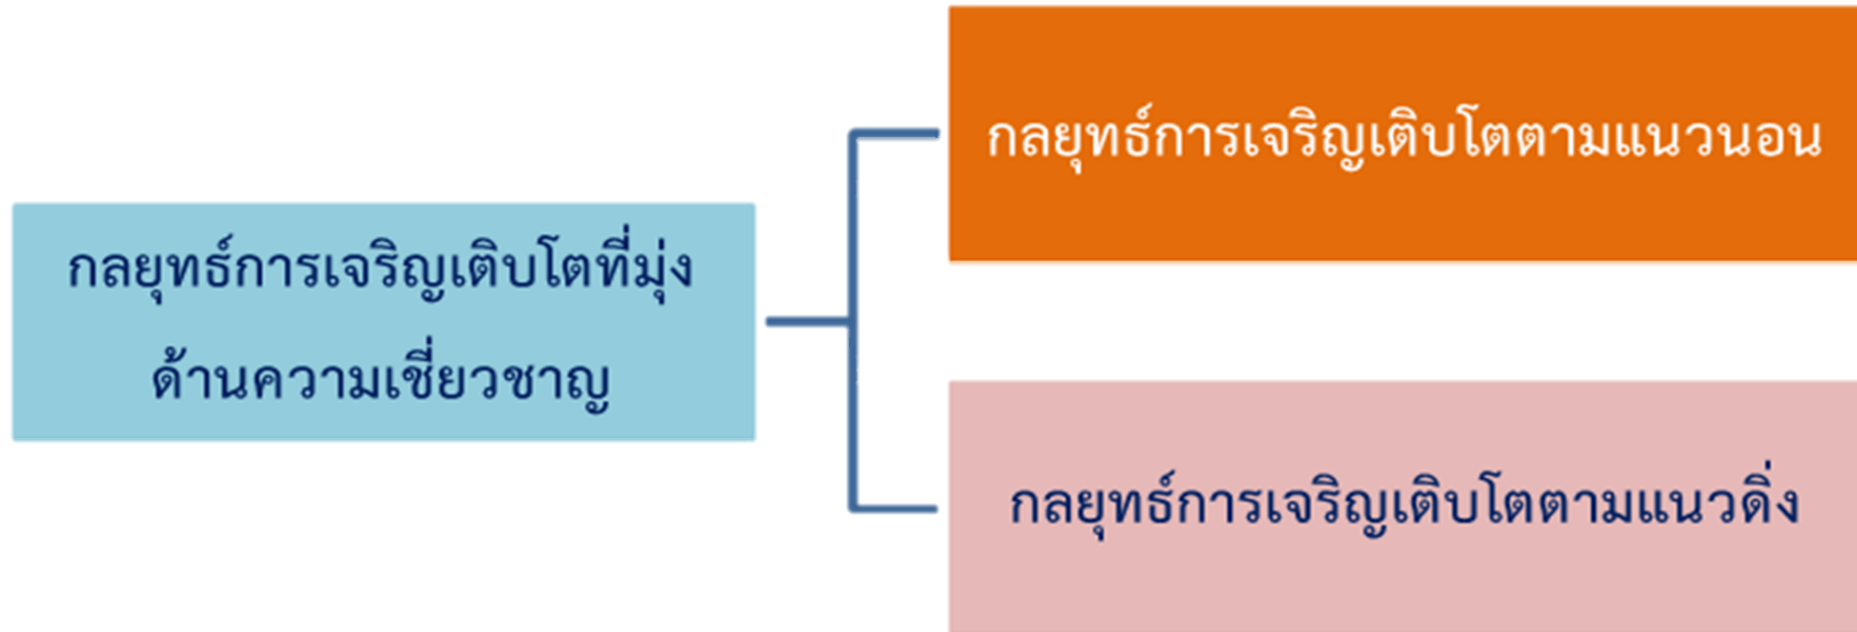 กลยุทธ์การเจริญเติบโตที่มุ่ง
ด้านความเชี่ยวชาญ
กลยุทธ์การเจริญเติบโตตามแนวนอน
กลยุทธ์การเจริญเติบโตตามแนวดิ่ง